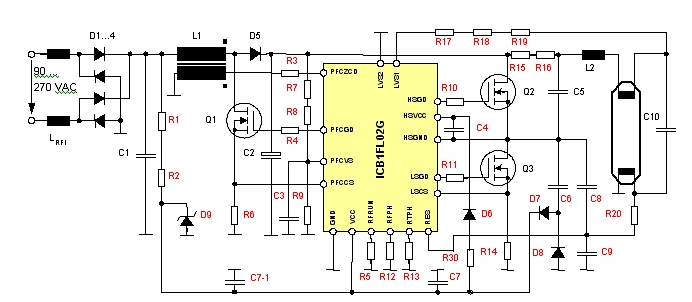 D1...4
L1
D5
R3
R7
R8
R4
PFCZCD
PFCGD
PFCVS
PFCCS
LVS2
LVS1
R17
R18
R19
R15
R16
L2
90
270 VAC
LRFI
R1
R2
C1
Q1
C2
C3
R9
R6
D9
ICB1FL02G
HSGD
HSVCC
HSGND
LSGD
LSCS
R10
R11
C4
Q2
Q3
C5
C10
D7
C6
C8
R20
D6
D8
C9
R14
R30
GND
VCC
RFRUN
RFPH
RTPH
RES
R5
R12
R13
C7-1
C7